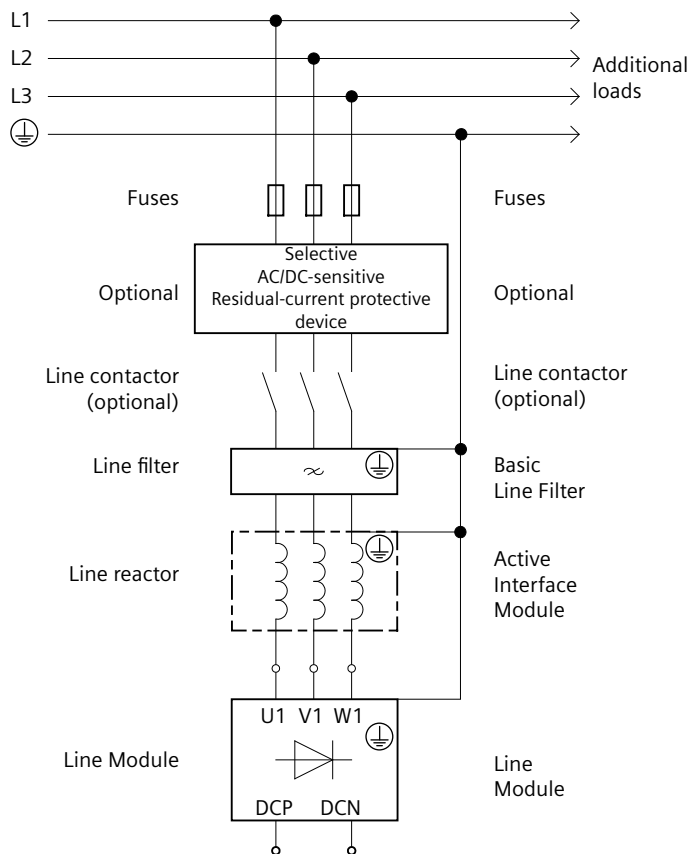 L1
L2
L3
Additional
loads
Fuses
Fuses
Selective
AC/DC-sensitive
Residual-current protective
device
Optional
Optional
Line contactor
(optional)
Line contactor
(optional)
Line filter
Basic
Line Filter
Line reactor
Active
Interface
Module
U1 V1 W1
Line Module
Line
Module
DCP DCN